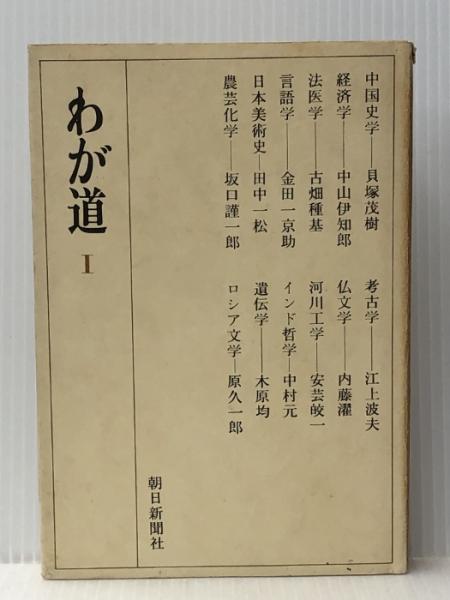 中国史学——貝塚茂樹
経済学——中山伊知郎
法医学——古畑種基
言語学——金田一京助
日本美術史—田中一松
農芸化学——坂口謹一郎
考古学——江上波夫
仏文学——内藤濯
河川工学——安芸皎一
インド哲学—中村元
遺伝学——木原均
ロシア文学—原久一郎
わが道 I
朝日新聞社